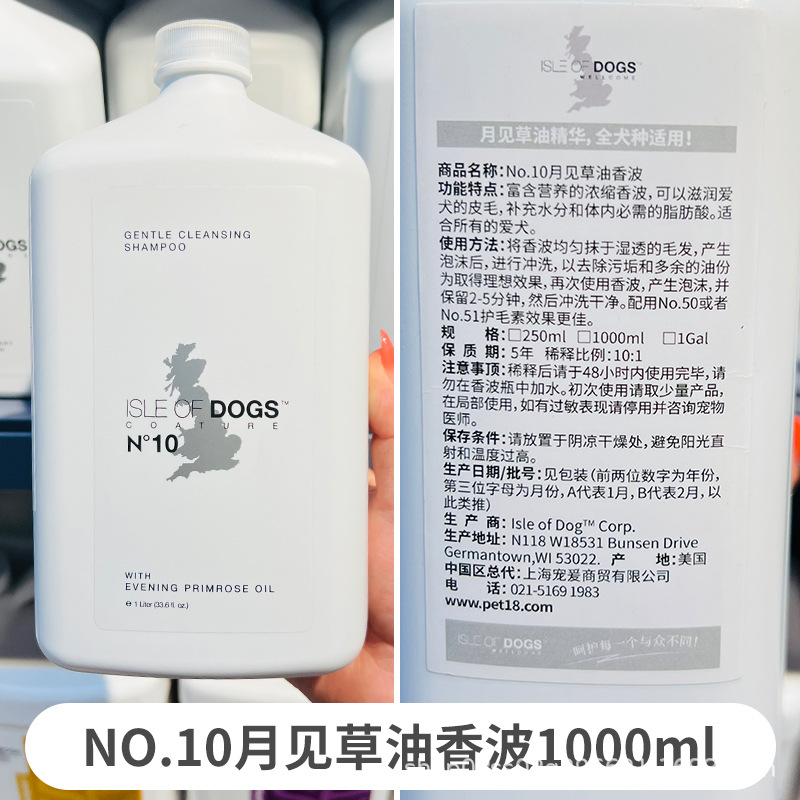 GENTLE CLEANSING
SHAMPOO
ISLE OF DOGS™
COATURE
N°10
WITH
EVENING PRIMROSE OIL
℮ 1 Liter (33.6 fl. oz.)
DOGS
ISLE OF DOGS™
WELLCOME
月见草油精华,全犬种适用!
商品名称:No.10月见草油香波
功能特点:富含营养的浓缩香波,可以滋润爱
犬的皮毛,补充水分和体内必需的脂肪酸。适
合所有的爱犬。
使用方法:将香波均匀抹于湿透的毛发,产生
泡沫后,进行冲洗,以去除污垢和多余的油份
为取得理想效果,再次使用香波,产生泡沫,并
保留2-5分钟,然后冲洗干净。配用No.50或者
No.51护毛素效果更佳。
规 格:□250ml □1000ml □1Gal
保 质 期:5年 稀释比例:10:1
注意事项:稀释后请于48小时内使用完毕,请
勿在香波瓶中加水。初次使用请取少量产品,
在局部使用,如有过敏表现请停用并咨询宠物
医师。
保存条件:请放置于阴凉干燥处,避免阳光直
射和温度过高。
生产日期/批号:见包装(前两位数字为年份,
第三位字母为月份,A代表1月,B代表2月,以
此类推)
生 产 商:Isle of Dog™ Corp.
生产地址:N118 W18531 Bunsen Drive
Germantown,WI 53022. 产 地:美国
中国区总代:上海宠爱商贸有限公司
电 话:021-5169 1983
www.pet18.com
ISLE OF DOGS
WELLCOME
呵护每一个与众不同!
NO.10月见草油香波1000ml